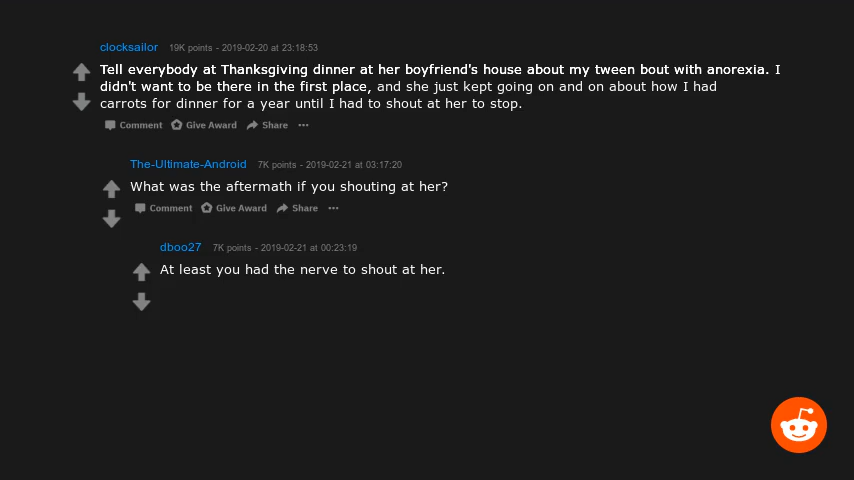 clocksailor 19K points - 2019-02-20 at 23:18:53
Tell everybody at Thanksgiving dinner at her boyfriend's house about my tween bout with anorexia. I
didn't want to be there in the first place, and she just kept going on and on about how I had
carrots for dinner for a year until I had to shout at her to stop.
Comment Give Award Share ...
The-Ultimate-Android 7K points - 2019-02-21 at 03:17:20
What was the aftermath if you shouting at her?
Comment Give Award Share ...
dboo27 7K points - 2019-02-21 at 00:23:19
At least you had the nerve to shout at her.